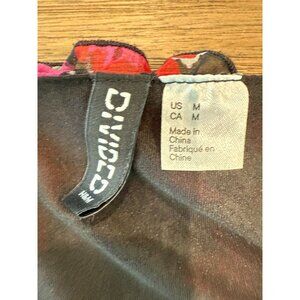 DIVIDED
H&M
US M
CA M
Made in
China
Fabriqué en
Chine